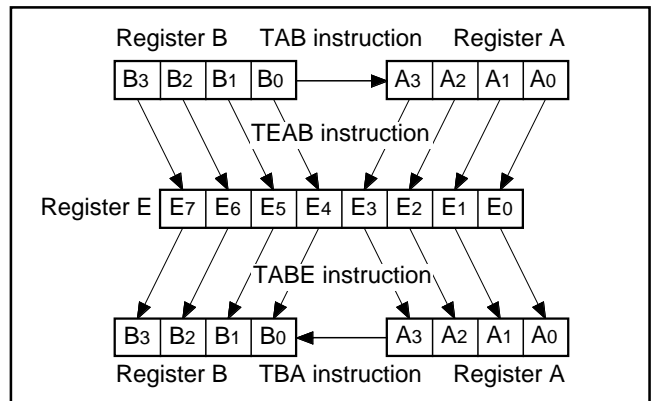 Register B TAB instruction Register A
B3 B2 B1 B0 A3 A2 A1 A0
TEAB instruction
Register E E7 E6 E5 E4 E3 E2 E1 E0
TABE instruction
B3 B2 B1 B0 A3 A2 A1 A0
Register B TBA instruction Register A